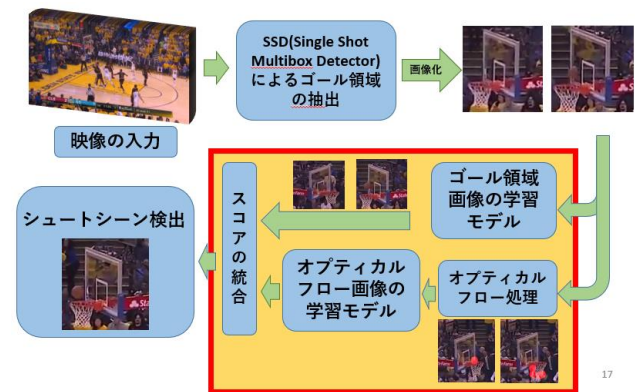 SSD(Single Shot
Multibox Detector)
によるゴール領域
の抽出
画像化
映像の入力
ゴール領域
画像の学習
モデル
スコアの統合
シュートシーン検出
オプティカル
フロー画像の
学習モデル
オプティカル
フロー処理
17